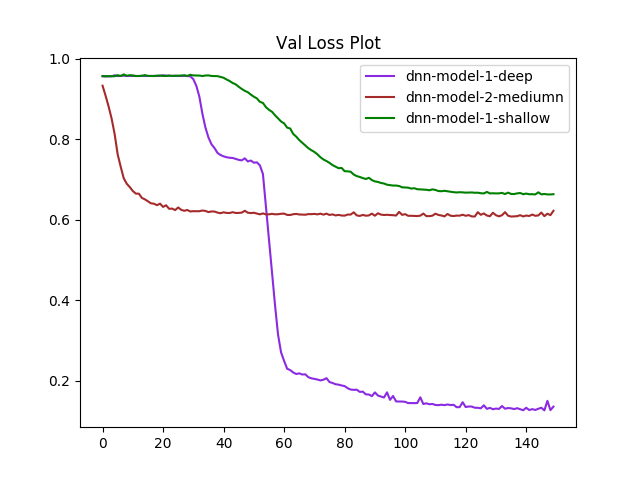 Val Loss Plot
dnn-model-1-deep
dnn-model-2-mediumn
dnn-model-1-shallow
1.0
0.8
0.6
0.4
0.2
0 20 40 60 80 100 120 140